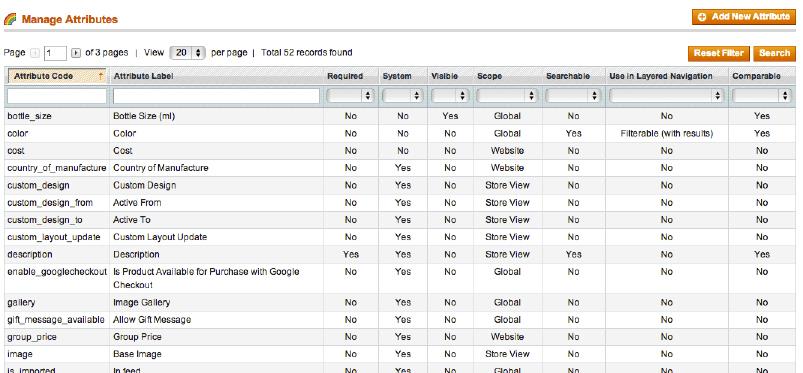 Manage Attributes
Add New Attribute
Page 1 of 3 pages | View 20 per page | Total 52 records found
Reset Filter Search
Attribute Code Attribute Label Required System Visible Scope Searchable Use in Layered Navigation Comparable
bottle_size Bottle Size (ml) No No Yes Global No No Yes
color Color No No No Global Yes Filterable (with results) Yes
cost Cost No No No Website No No No
country_of_manufacture Country of Manufacture No Yes No Website No No No
custom_design Custom Design No Yes No Store View No No No
custom_design_from Active From No Yes No Store View No No No
custom_design_to Active To No Yes No Store View No No No
custom_layout_update Custom Layout Update No Yes No Store View No No No
description Description Yes Yes No Store View Yes No Yes
enable_googlecheckout Is Product Available for Purchase with Google No Yes No Global No No No
Checkout
gallery Image Gallery No Yes No Global No No No
gift_message_available Allow Gift Message No Yes No Global No No No
group_price Group Price No Yes No Website No No No
image Base Image No Yes No Store View No No No
is_imported In feed No Yes No Global No No No